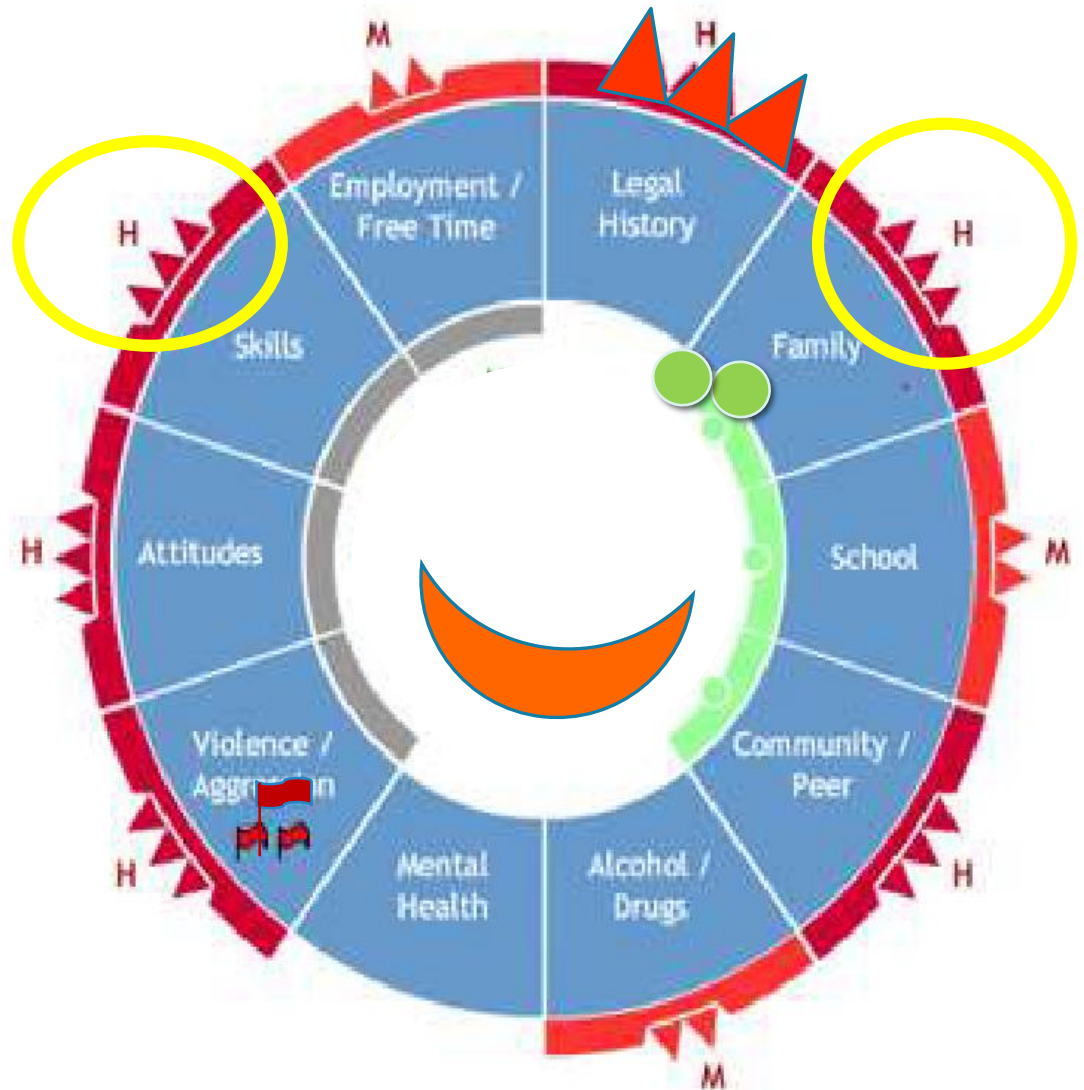 M
H
Employment /
Free Time
Legal
History
H
H
Skills
Family
H
Attitudes
School
M
Violence /
Community /
Peer
H
Mental
Health
Alcohol /
Drugs
H
M